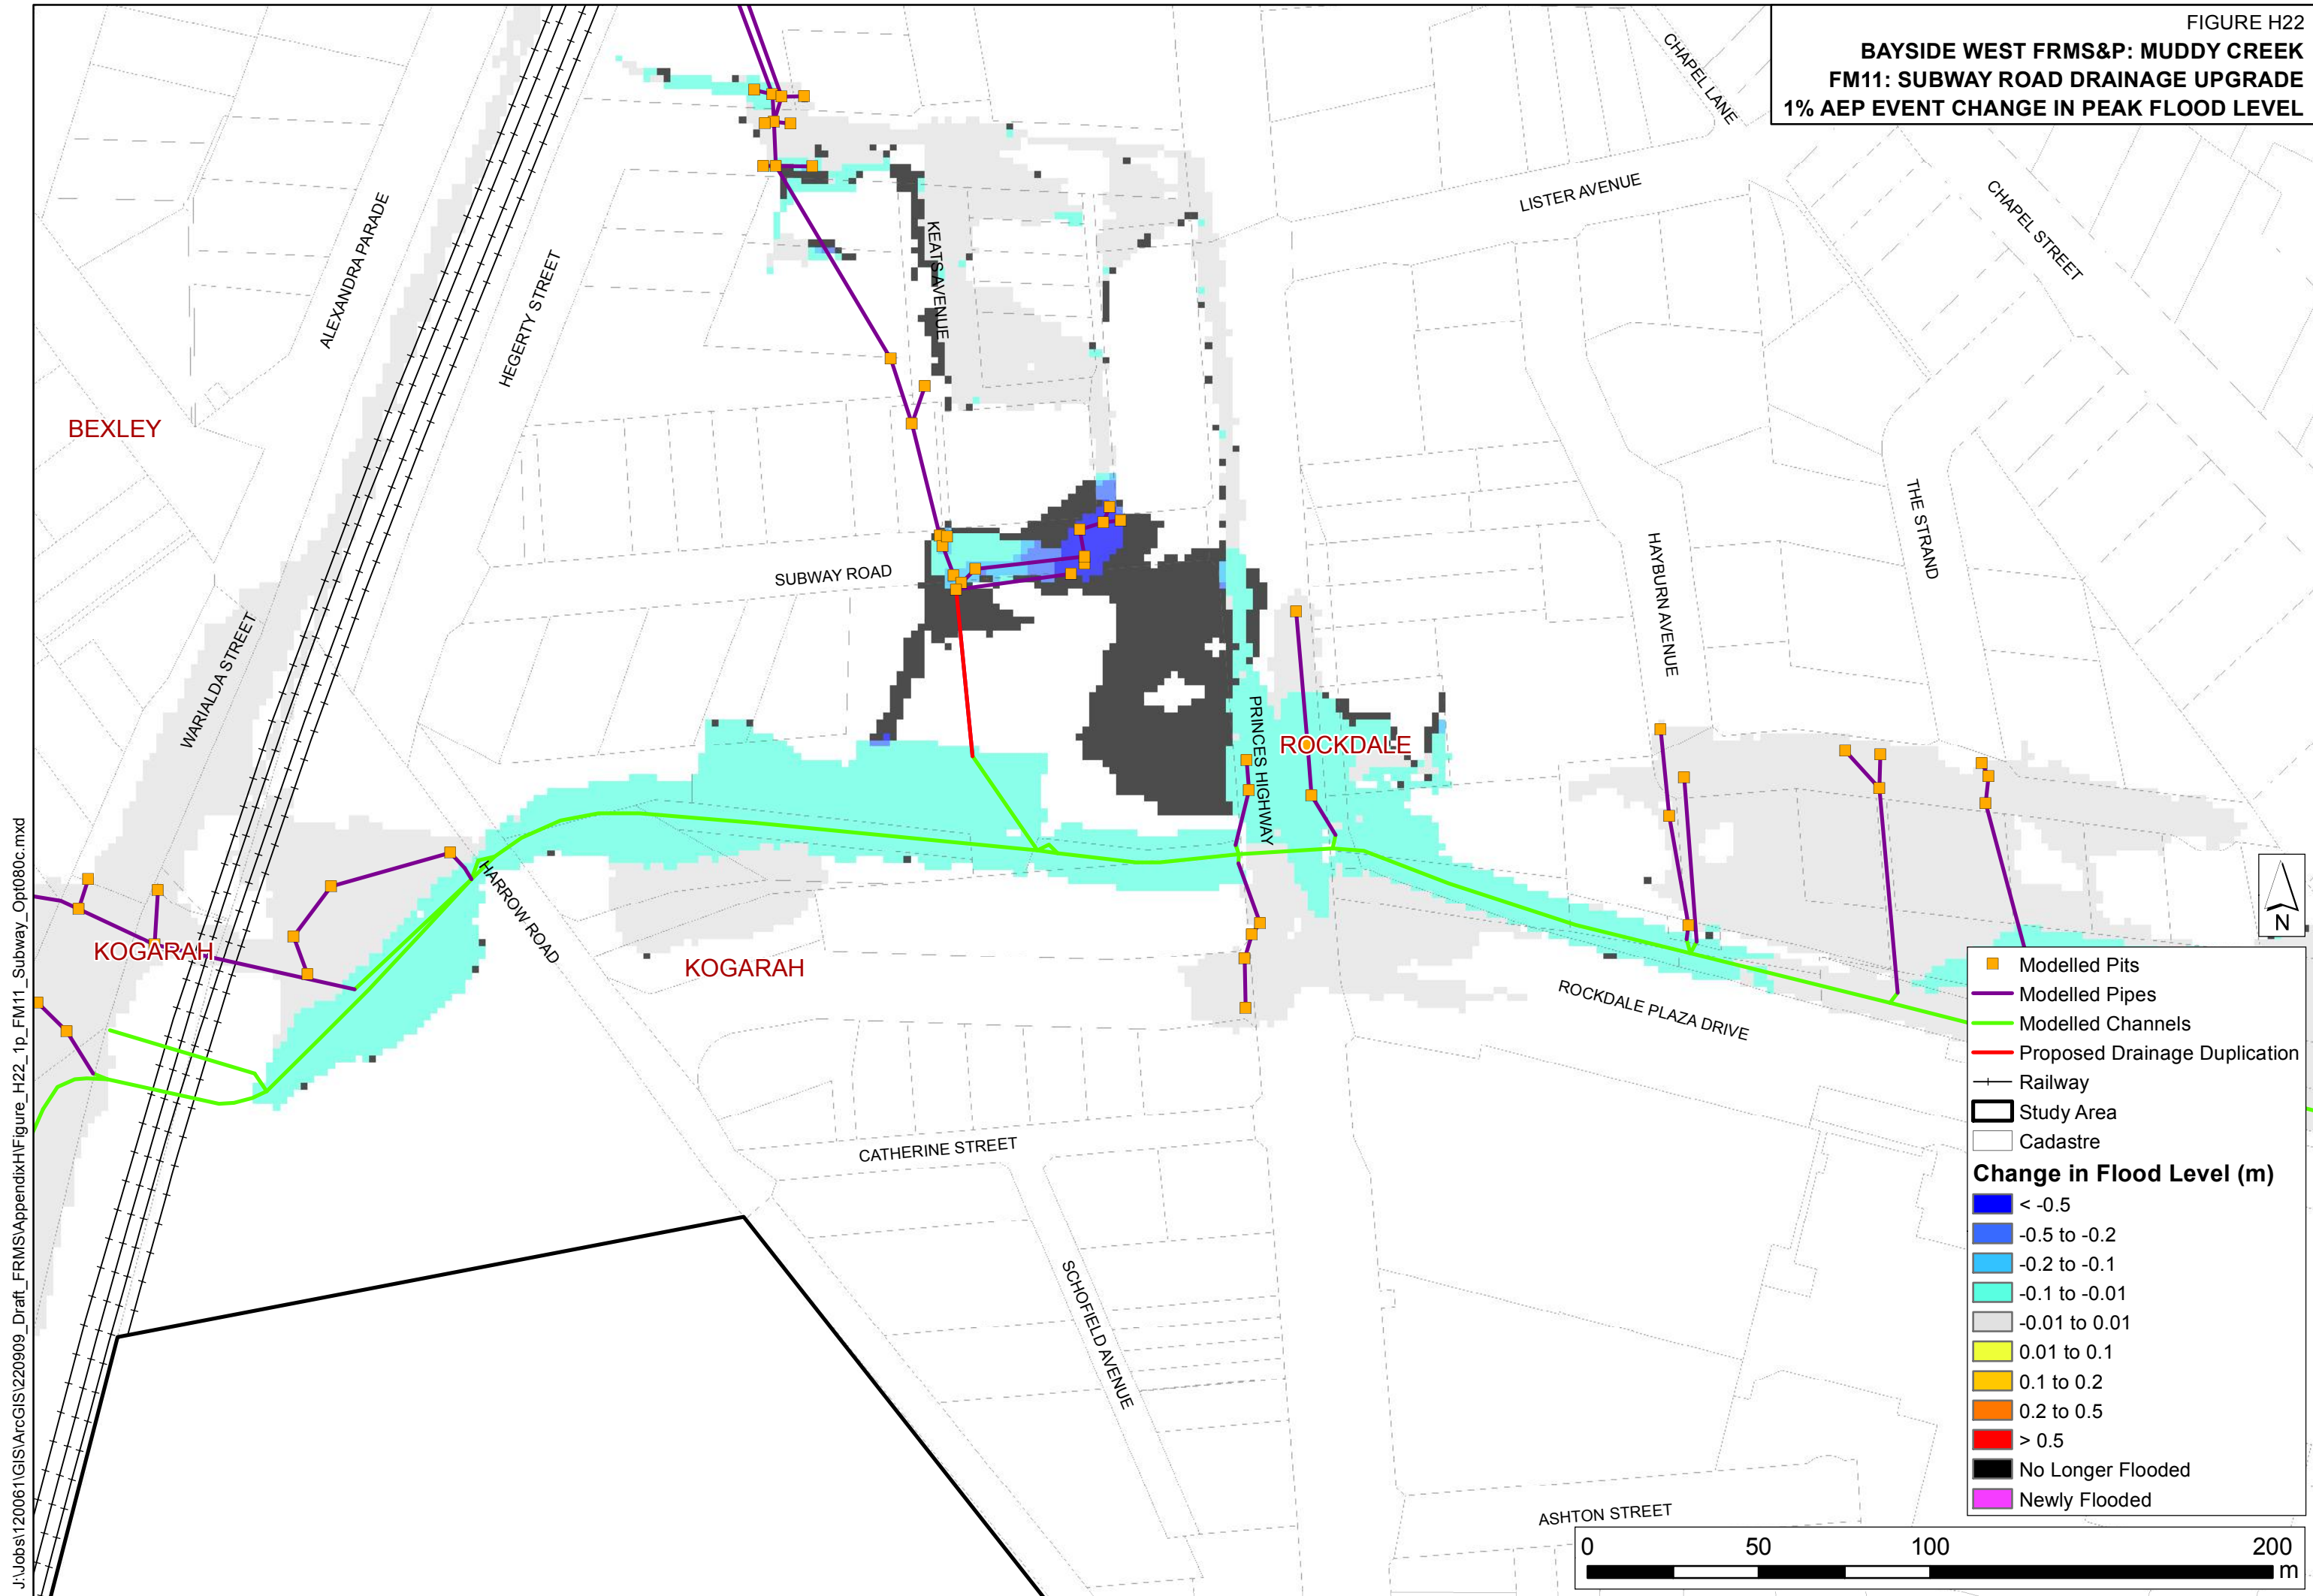 FIGURE H22
BAYSIDE WEST FRMS&P: MUDDY CREEK
FM11: SUBWAY ROAD DRAINAGE UPGRADE
1% AEP EVENT CHANGE IN PEAK FLOOD LEVEL
CHAPEL LANE
CHAPEL STREET
LISTER AVENUE
ALEXANDRA PARADE
HEGERTY STREET
KEATS AVENUE
BEXLEY
THE STRAND
HAYBURN AVENUE
SUBWAY ROAD
WARIALDA STREET
PRINCES HIGHWAY
ROCKDALE
HARROW ROAD
KOGARAH
KOGARAH
ROCKDALE PLAZA DRIVE
CATHERINE STREET
SCHOFIELD AVENUE
ASHTON STREET
N
Modelled Pits
Modelled Pipes
Modelled Channels
Proposed Drainage Duplication
Railway
Study Area
Cadastre
Change in Flood Level (m)
< -0.5
-0.5 to -0.2
-0.2 to -0.1
-0.1 to -0.01
-0.01 to 0.01
0.01 to 0.1
0.1 to 0.2
0.2 to 0.5
> 0.5
No Longer Flooded
Newly Flooded
0 50 100 200
m
J:\Jobs\120061\GIS\ArcGIS\220909_Draft_FRMS\AppendixH\Figure_H22_1p_FM11_Subway_Opt080c.mxd